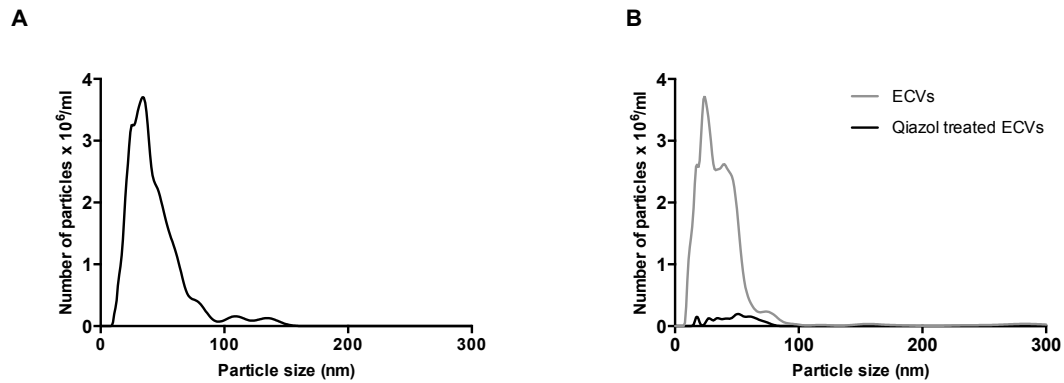 A
Number of particles x 10⁶/ml
4
3
2
1
0
0
100
200
300
Particle size (nm)
B
Number of particles x 10⁶/ml
4
3
2
1
0
0
100
200
300
Particle size (nm)
ECVs
Qiazol treated ECVs